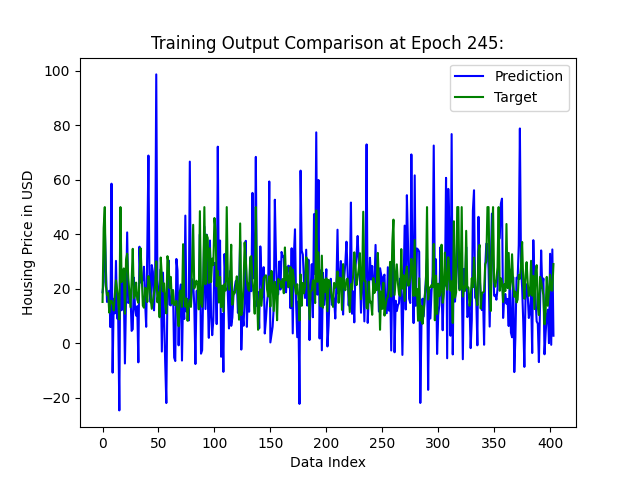 Training Output Comparison at Epoch 245:
Prediction
Target
Housing Price in USD
100
80
60
40
20
0
−20
0 50 100 150 200 250 300 350 400
Data Index